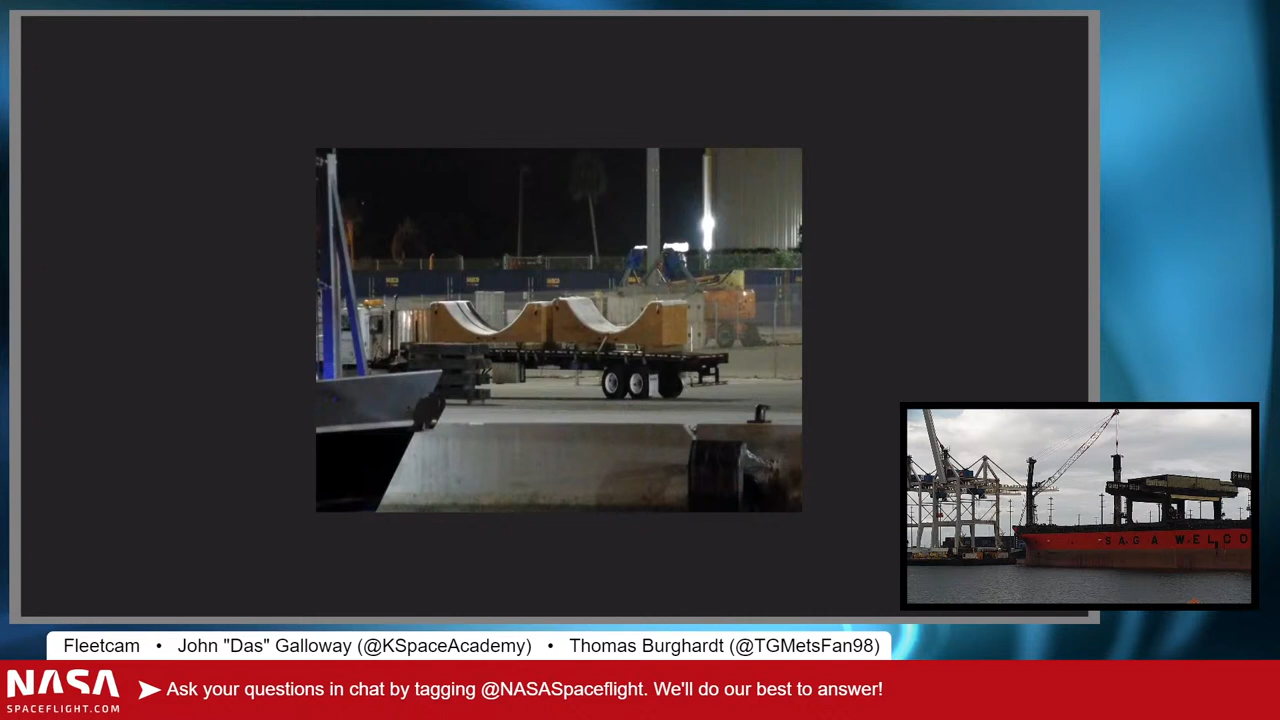 SAGA WELCO
Fleetcam • John "Das" Galloway (@KSpaceAcademy) • Thomas Burghardt (@TGMetsFan98)
NASA
SPACEFLIGHT.COM
Ask your questions in chat by tagging @NASASpaceflight. We'll do our best to answer!